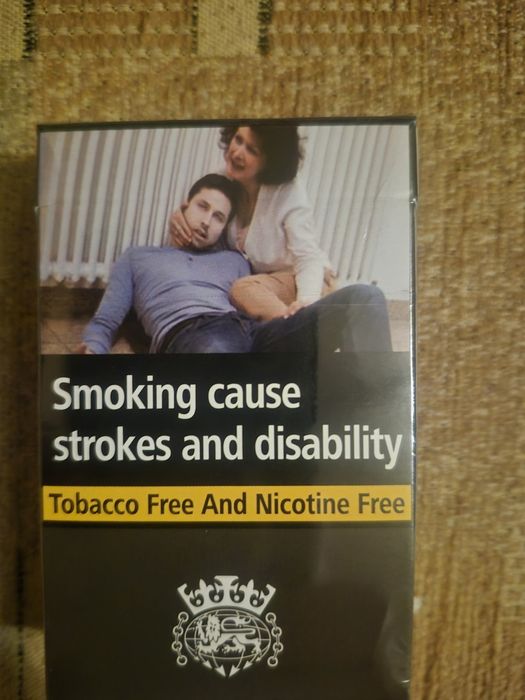 Smoking cause
strokes and disability
Tobacco Free And Nicotine Free